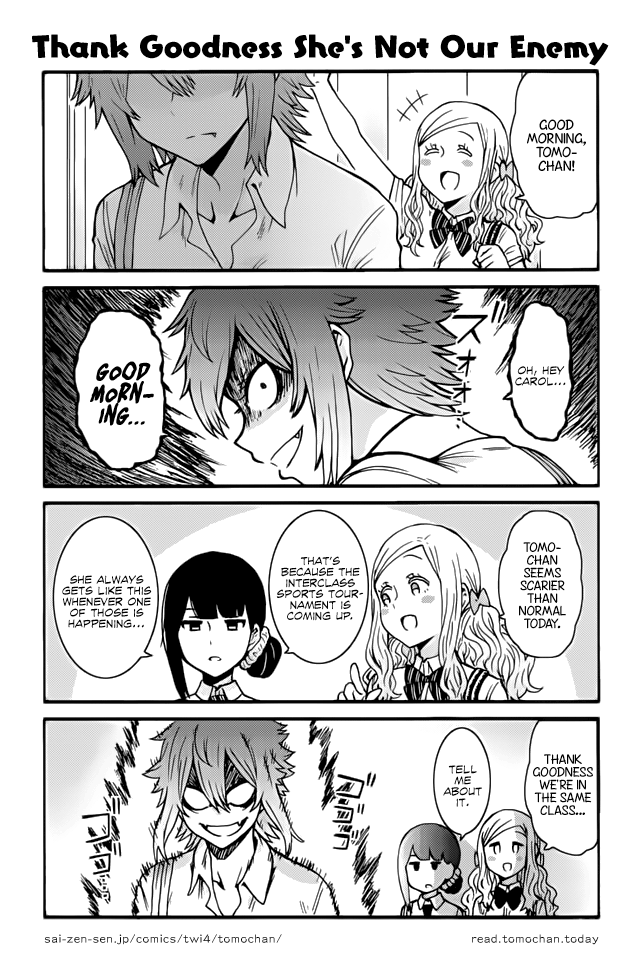 Thank Goodness She's Not Our Enemy
GOOD
MORNING,
TOMO-
CHAN!
OH, HEY
CAROL...
GOOD
MORN-
ING...
TOMO-
CHAN
SEEMS
SCARIER
THAN
NORMAL
TODAY.
THAT'S
BECAUSE THE
INTERCLASS
SPORTS TOUR-
NAMENT IS
COMING UP.
SHE ALWAYS
GETS LIKE THIS
WHENEVER ONE
OF THOSE IS
HAPPENING...
THANK
GOODNESS
WE'RE IN
THE SAME
CLASS...
TELL
ME
ABOUT
IT.
sai-zen-sen.jp/comics/twi4/tomochan/
read.tomochan.today